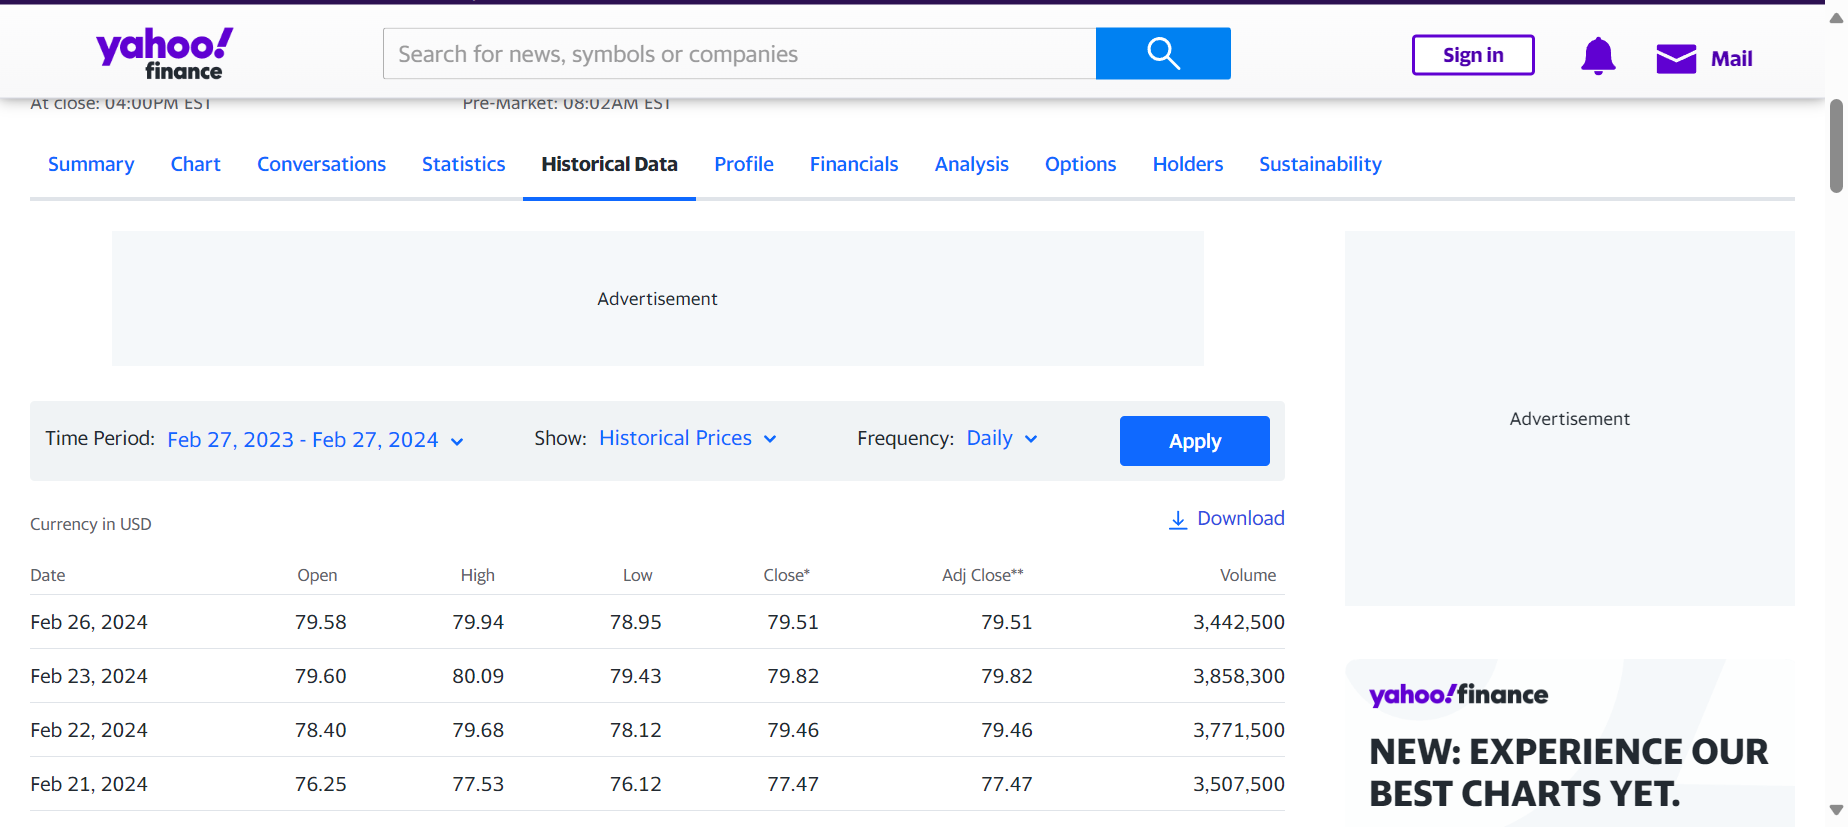 yahoo!
finance
Search for news, symbols or companies
Sign in
Mail
At close: 04:00PM EST Pre-Market: 08:02AM EST
Summary Chart Conversations Statistics Historical Data Profile Financials Analysis Options Holders Sustainability
Advertisement
Advertisement
Time Period: Feb 27, 2023 - Feb 27, 2024 Show: Historical Prices Frequency: Daily Apply
Currency in USD Download
Date Open High Low Close* Adj Close** Volume
Feb 26, 2024 79.58 79.94 78.95 79.51 79.51 3,442,500
Feb 23, 2024 79.60 80.09 79.43 79.82 79.82 3,858,300
Feb 22, 2024 78.40 79.68 78.12 79.46 79.46 3,771,500
Feb 21, 2024 76.25 77.53 76.12 77.47 77.47 3,507,500
yahoo!finance
NEW: EXPERIENCE OUR
BEST CHARTS YET.